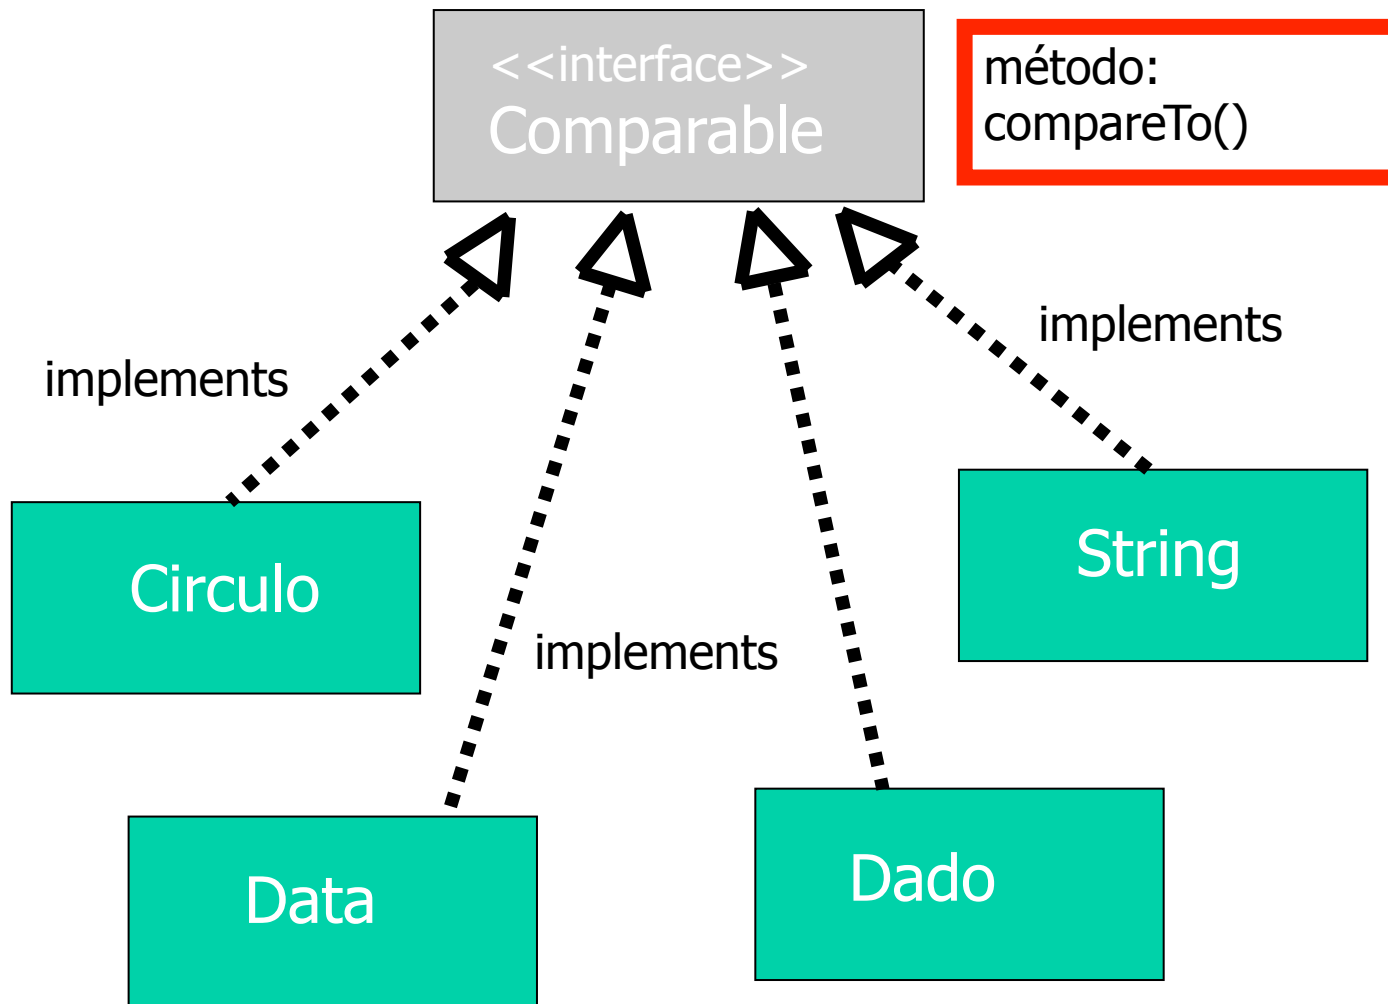 <<interface>>
Comparable
método:
compareTo()
implements
implements
Circulo
String
implements
Data
Dado